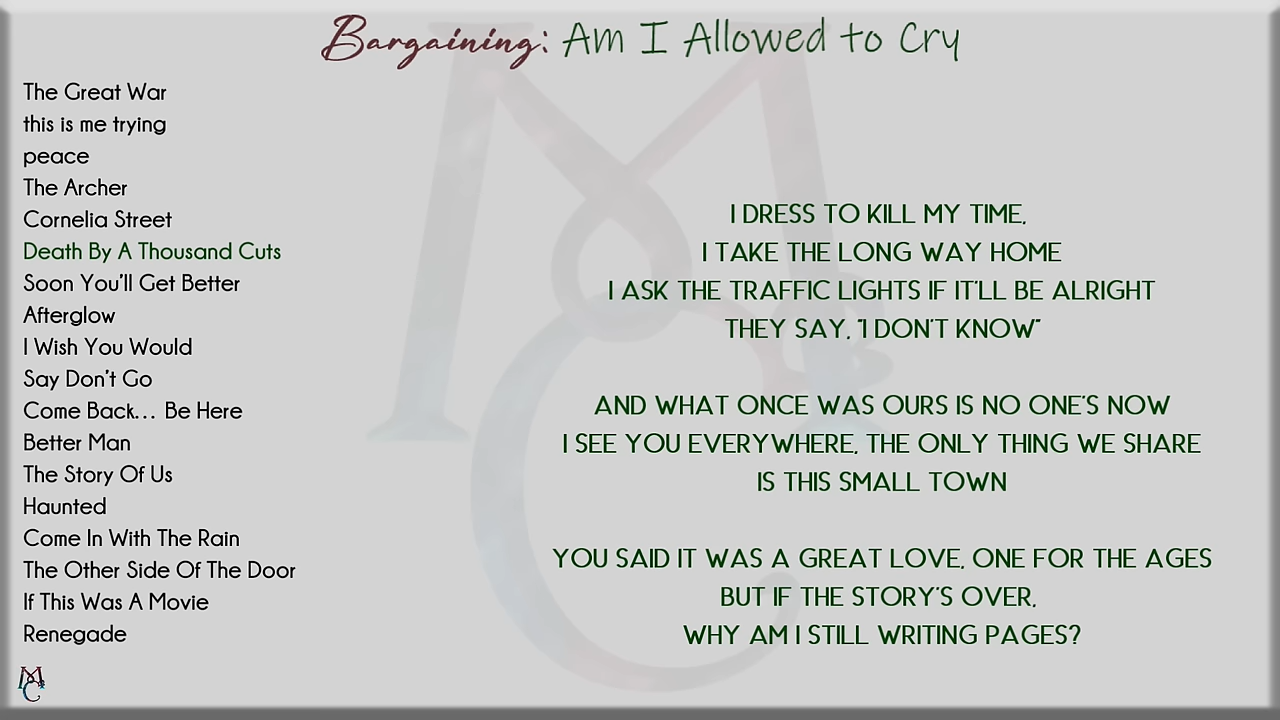 Bargaining: Am I Allowed to Cry
The Great War
this is me trying
peace
The Archer
Cornelia Street
Death By A Thousand Cuts
Soon You'll Get Better
Afterglow
I Wish You Would
Say Don't Go
Come Back... Be Here
Better Man
The Story Of Us
Haunted
Come In With The Rain
The Other Side Of The Door
If This Was A Movie
Renegade
I DRESS TO KILL MY TIME,
I TAKE THE LONG WAY HOME
I ASK THE TRAFFIC LIGHTS IF IT'LL BE ALRIGHT
THEY SAY, "I DON'T KNOW"
AND WHAT ONCE WAS OURS IS NO ONE'S NOW
I SEE YOU EVERYWHERE, THE ONLY THING WE SHARE
IS THIS SMALL TOWN
YOU SAID IT WAS A GREAT LOVE, ONE FOR THE AGES
BUT IF THE STORY'S OVER,
WHY AM I STILL WRITING PAGES?